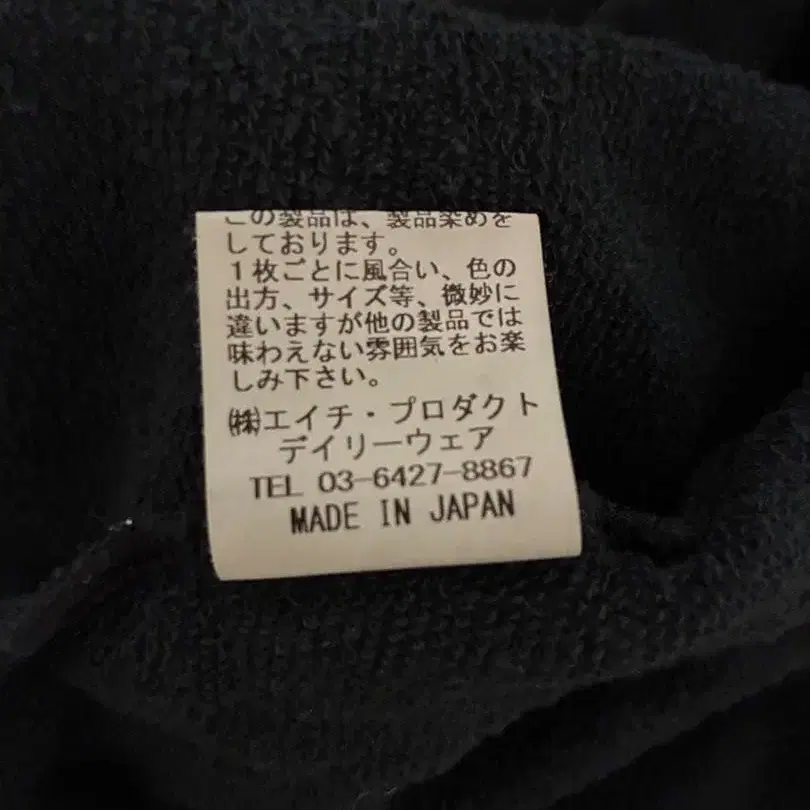 この製品は、製品染めを
しております。
１枚ごとに風合い、色の
出方、サイズ等、微妙に
違いますが他の製品では
味わえない雰囲気をお楽
しみ下さい。
㈱エイチ・プロダクト
デイリーウェア
TEL 03-6427-8867
MADE IN JAPAN